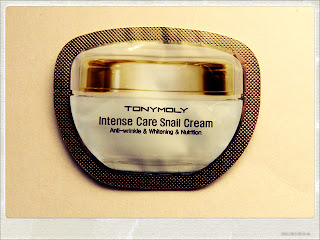 TONYMOLY
Intense Care Snail Cream
Anti-wrinkle & Whitening & Nutrition